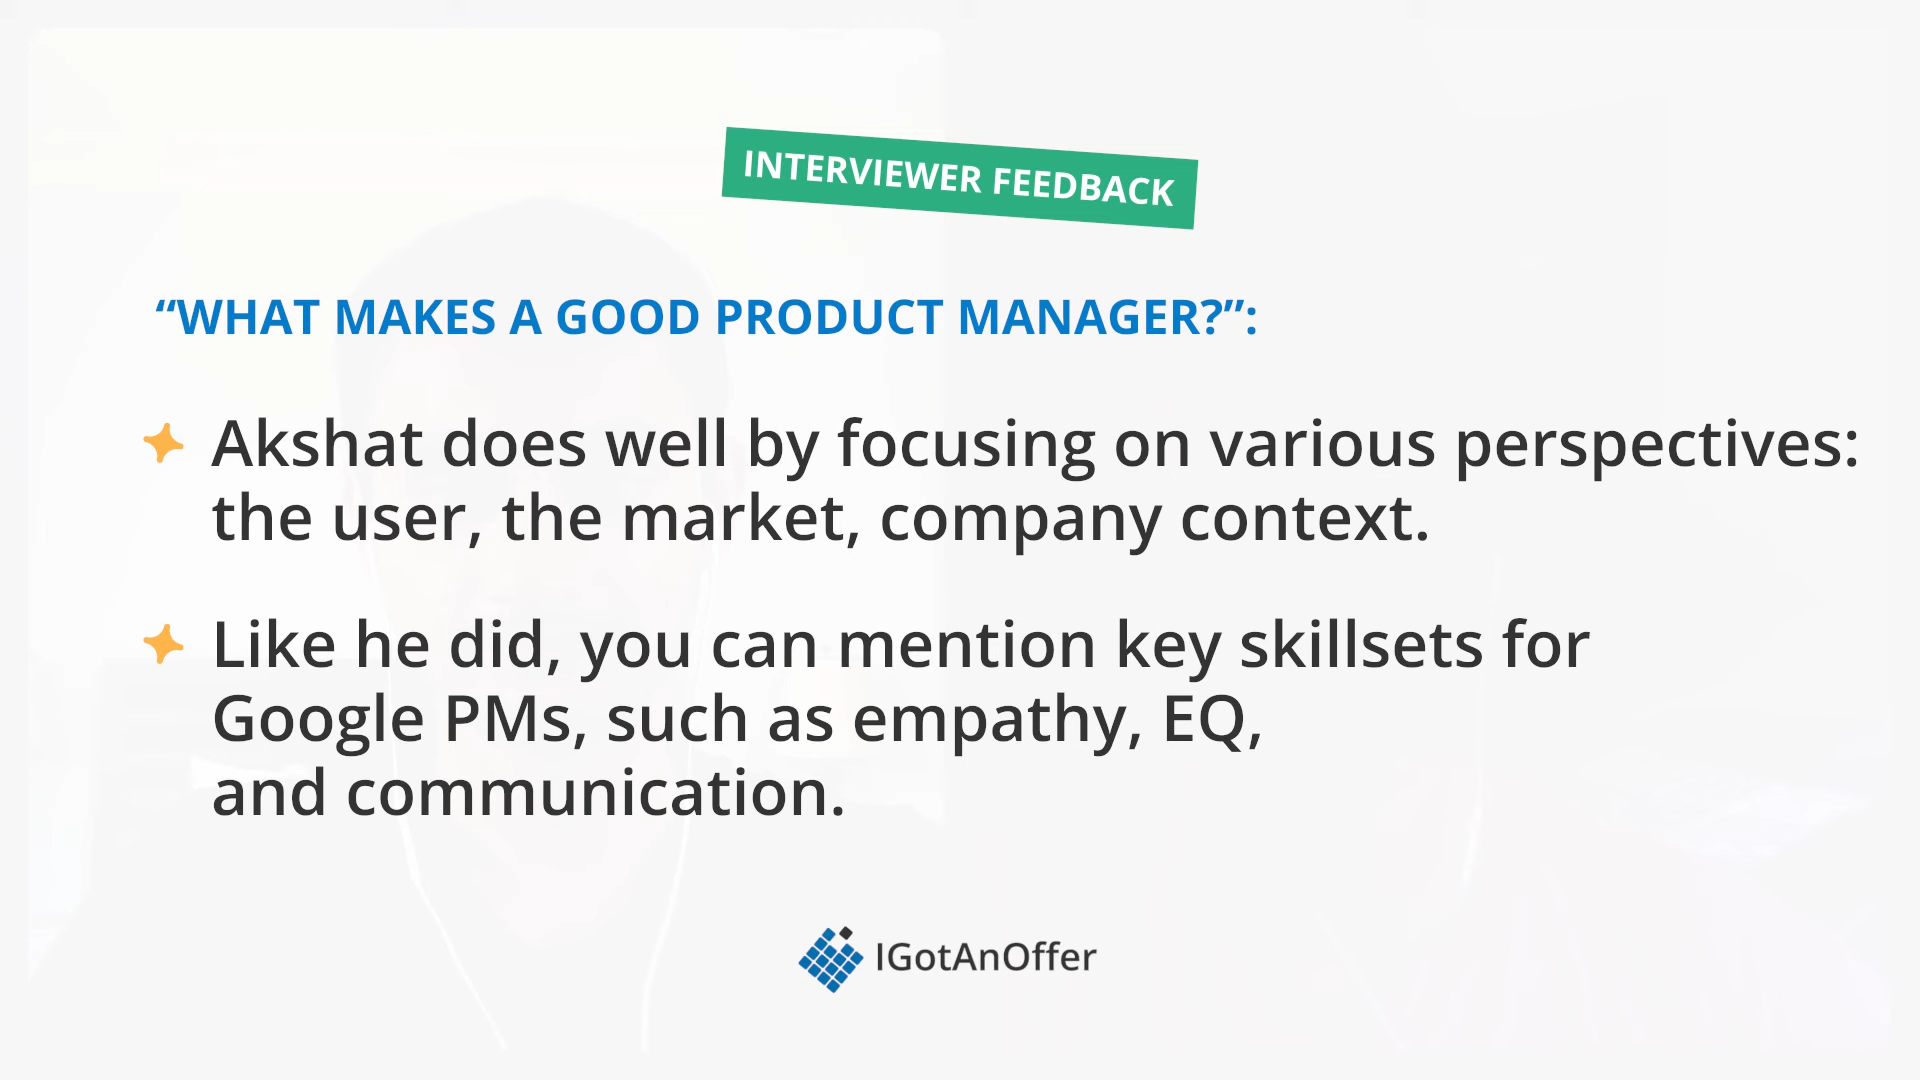 INTERVIEWER FEEDBACK
“WHAT MAKES A GOOD PRODUCT MANAGER?”:
Akshat does well by focusing on various perspectives:
the user, the market, company context.
Like he did, you can mention key skillsets for
Google PMs, such as empathy, EQ,
and communication.
IGotAnOffer